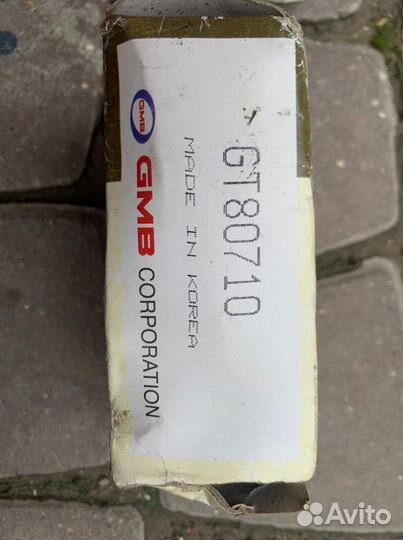 GT80710
MADE IN KOREA
GMB
GMB CORPORATION
Avito